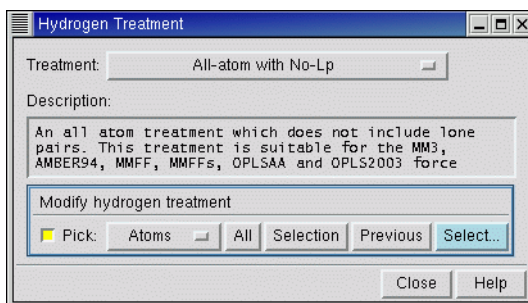 Hydrogen Treatment
Treatment: All-atom with No-Lp
Description:
An all atom treatment which does not include lone
pairs. This treatment is suitable for the MM3,
AMBER94, MMFF, MMFFs, OPLSAA and OPLS2003 force
Modify hydrogen treatment
Pick: Atoms All Selection Previous Select...
Close Help